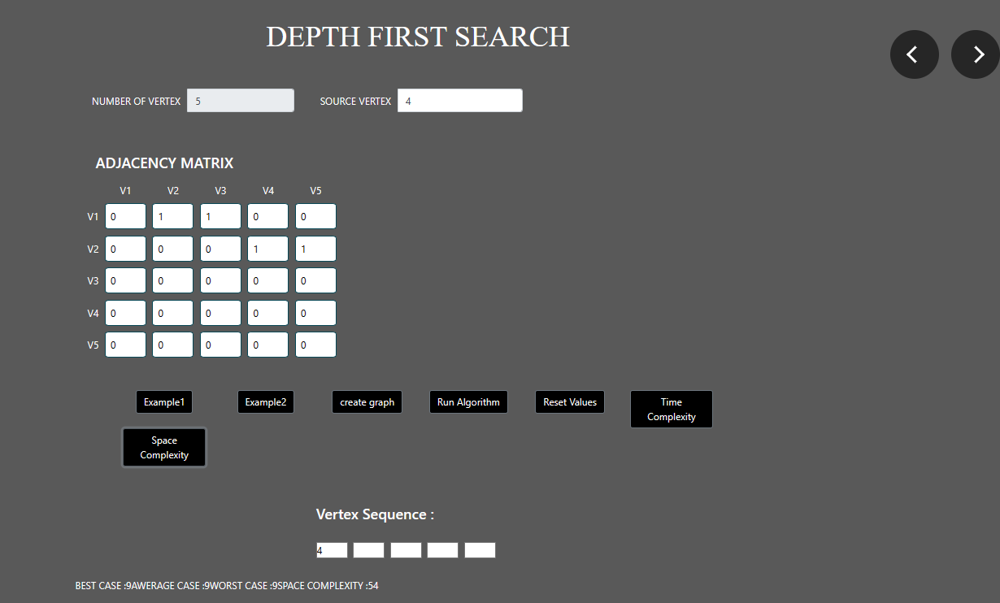 DEPTH FIRST SEARCH
NUMBER OF VERTEX 5 SOURCE VERTEX 4
ADJACENCY MATRIX
V1 V2 V3 V4 V5
V1 0 1 1 0 0
V2 0 0 0 1 1
V3 0 0 0 0 0
V4 0 0 0 0 0
V5 0 0 0 0 0
Example1 Example2 create graph Run Algorithm Reset Values Time
Complexity
Space
Complexity
Vertex Sequence :
4
BEST CASE :9AWERAGE CASE :9WORST CASE :9SPACE COMPLEXITY :54